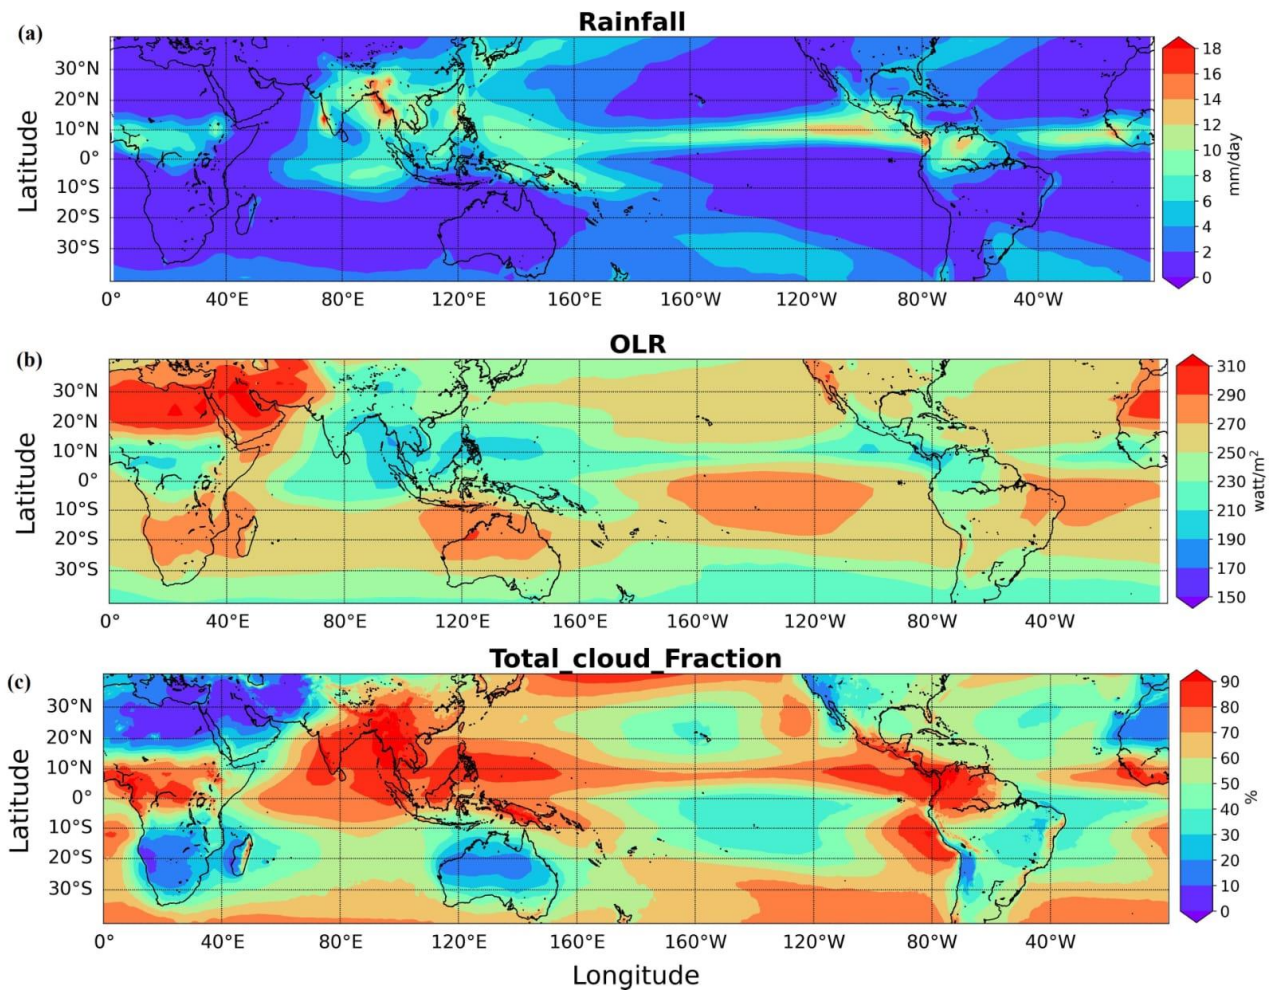 (a)
Rainfall
Latitude
30°N
20°N
10°N
0°
10°S
20°S
30°S
0° 40°E 80°E 120°E 160°E 160°W 120°W 80°W 40°W
18
16
14
12
10
8
6
4
2
0
mm/day
(b)
OLR
Latitude
30°N
20°N
10°N
0°
10°S
20°S
30°S
0° 40°E 80°E 120°E 160°E 160°W 120°W 80°W 40°W
310
290
270
250
230
210
190
170
150
watt/m²
(c)
Total_cloud_Fraction
Latitude
30°N
20°N
10°N
0°
10°S
20°S
30°S
0° 40°E 80°E 120°E 160°E 160°W 120°W 80°W 40°W
90
80
70
60
50
40
30
20
10
0
%
Longitude